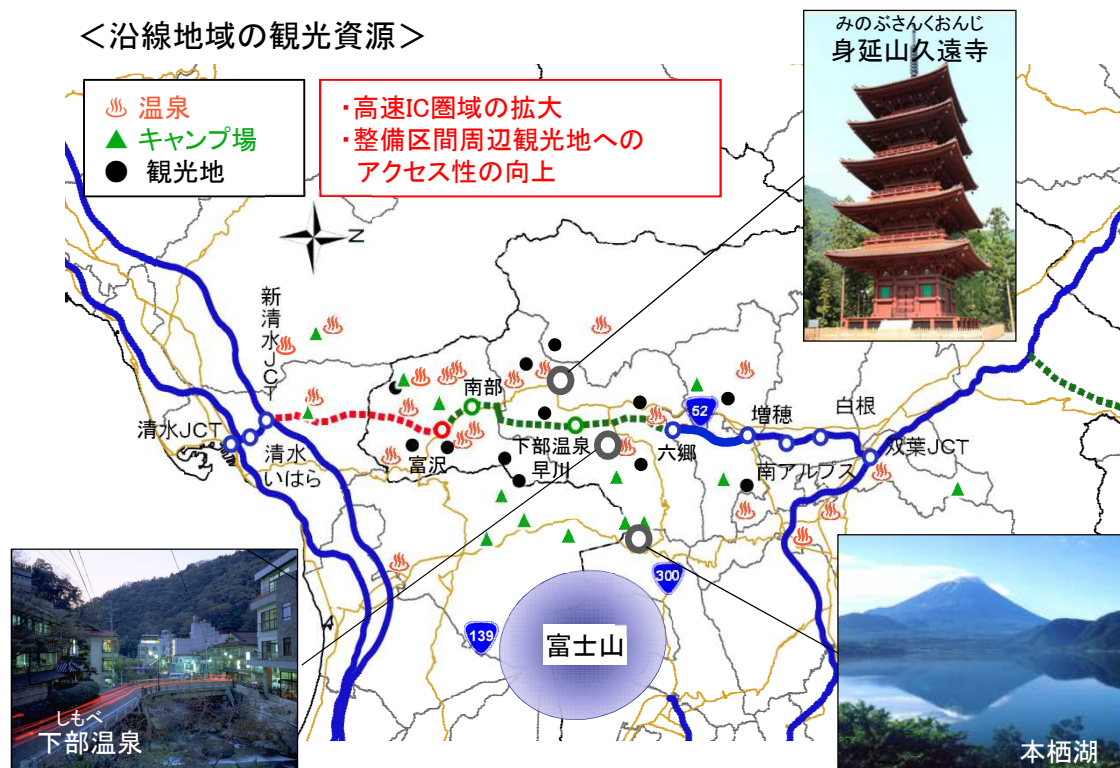 ＜沿線地域の観光資源＞
温泉
キャンプ場
観光地
・高速IC圏域の拡大
・整備区間周辺観光地への
アクセス性の向上
みのぶさんくおんじ
身延山久遠寺
N
新清水JCT
清水JCT
清水
いはら
富沢
南部
下部温泉
早川
六郷
52
増穂
白根
南アルプス
双葉JCT
300
139
富士山
しもべ
下部温泉
本栖湖